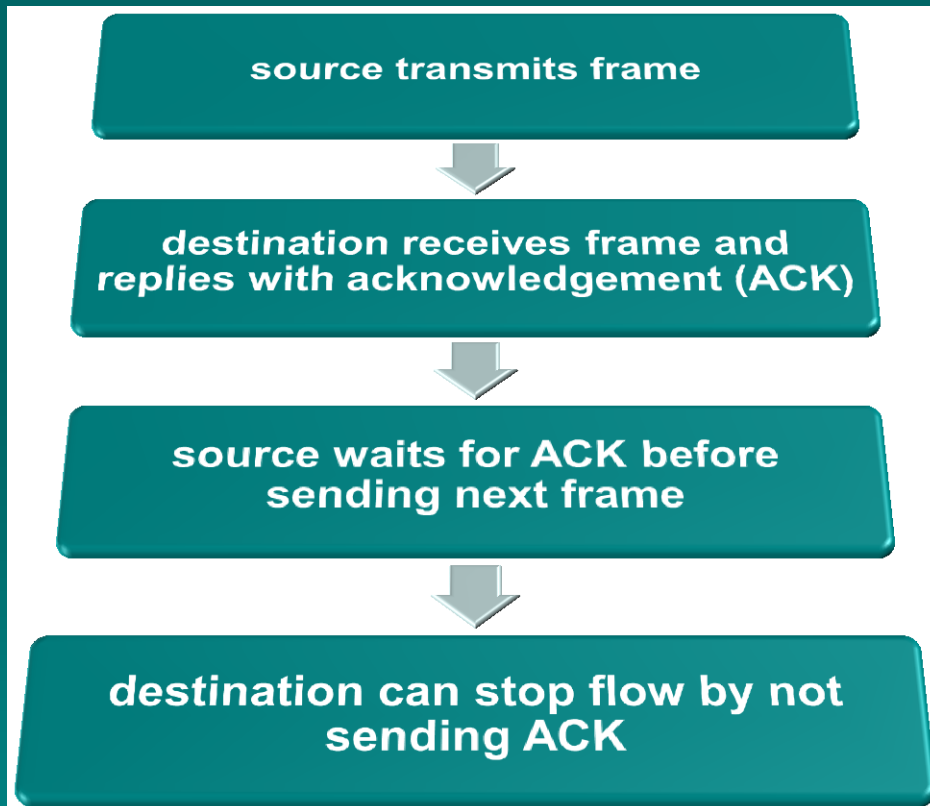 source transmits frame
destination receives frame and
replies with acknowledgement (ACK)
source waits for ACK before
sending next frame
destination can stop flow by not
sending ACK